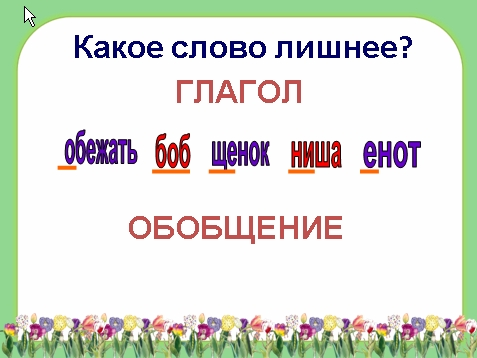 Какое слово лишнее?
ГЛАГОЛ
обежать боб щенок ниша енот
ОБОБЩЕНИЕ